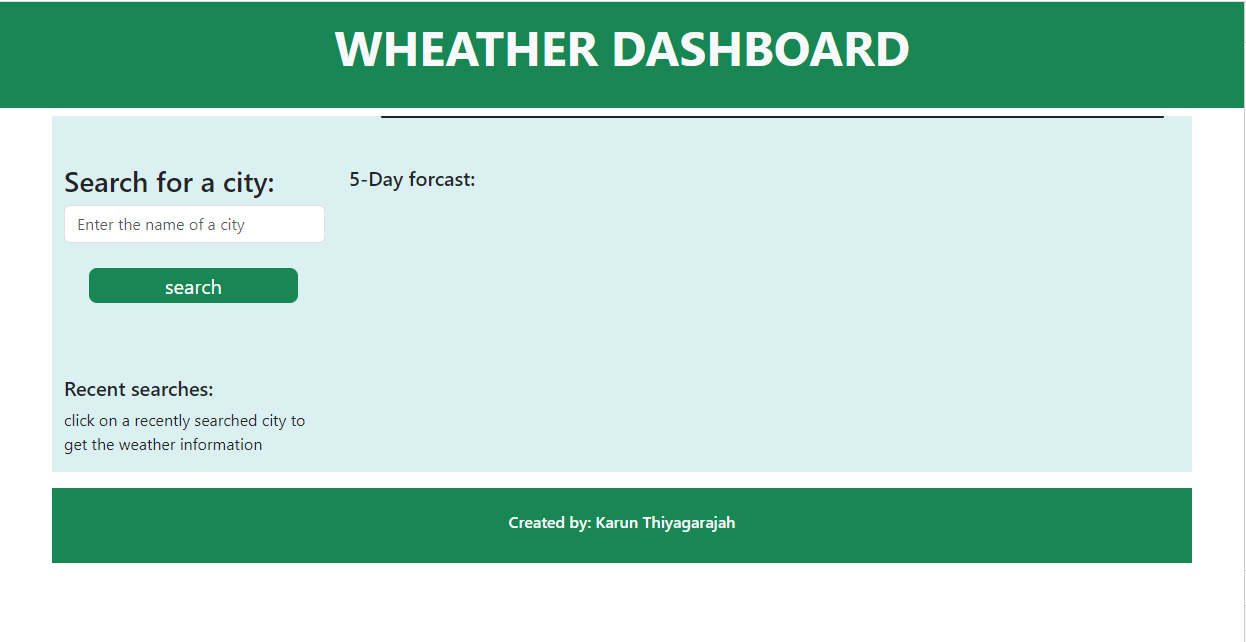 WHEATHER DASHBOARD
Search for a city:
Enter the name of a city
search
Recent searches:
click on a recently searched city to
get the weather information
5-Day forcast:
Created by: Karun Thiyagarajah